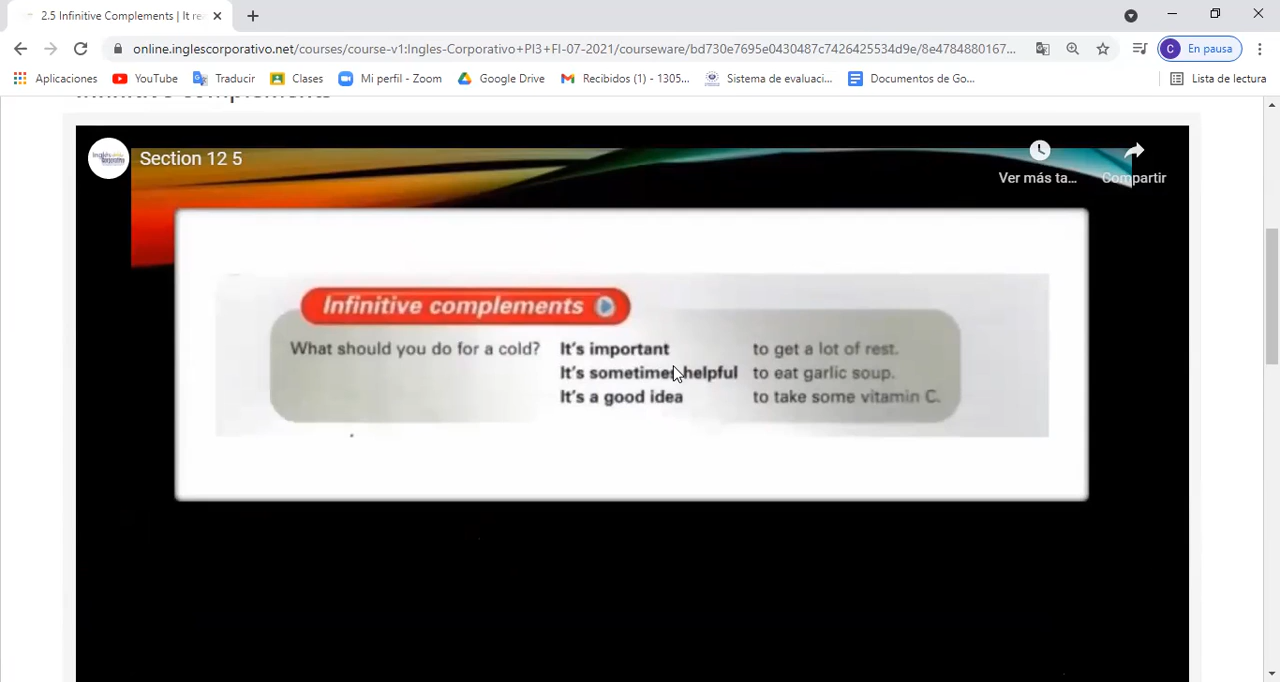 2.5 Infinitive Complements | It re
online.inglescorporativo.net/courses/course-v1:Ingles-Corporativo+PI3+FI-07-2021/courseware/bd730e7695e0430487c7426425534d9e/8e4784880167...
C En pausa
Aplicaciones YouTube Traducir Clases Mi perfil - Zoom Google Drive Recibidos (1) - 1305... Sistema de evaluaci... Documentos de Go... Lista de lectura
Infinitive complements
Section 12 5
Ver más ta... Compartir
Infinitive complements
What should you do for a cold? It's important to get a lot of rest.
It's sometimes helpful to eat garlic soup.
It's a good idea to take some vitamin C.